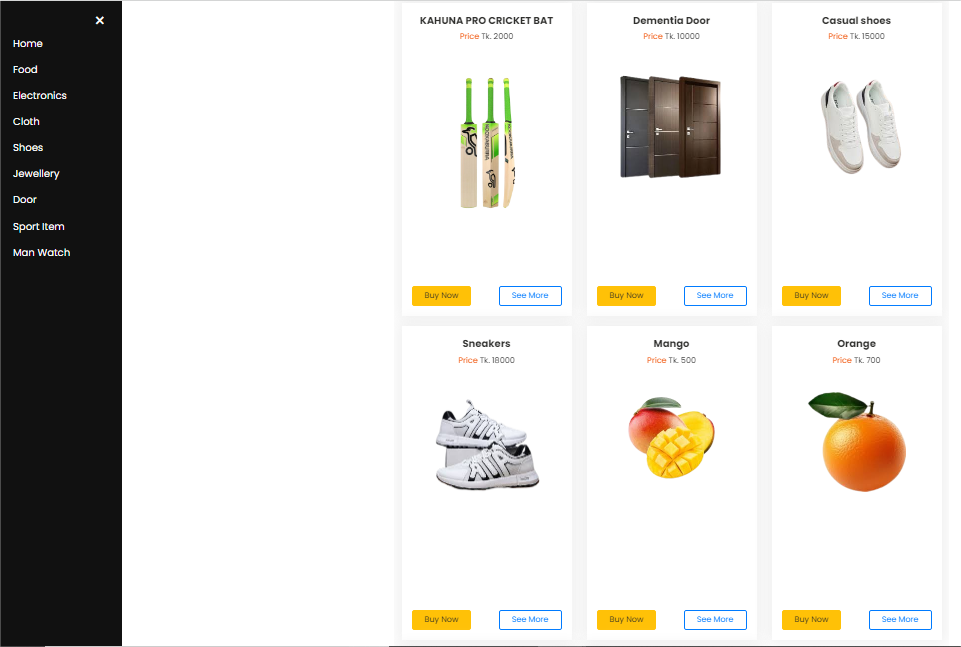 ×
Home
Food
Electronics
Cloth
Shoes
Jewellery
Door
Sport Item
Man Watch
KAHUNA PRO CRICKET BAT
Price Tk. 2000
Buy Now
See More
Dementia Door
Price Tk. 10000
Buy Now
See More
Casual shoes
Price Tk. 15000
Buy Now
See More
Sneakers
Price Tk. 18000
Buy Now
See More
Mango
Price Tk. 500
Buy Now
See More
Orange
Price Tk. 700
Buy Now
See More